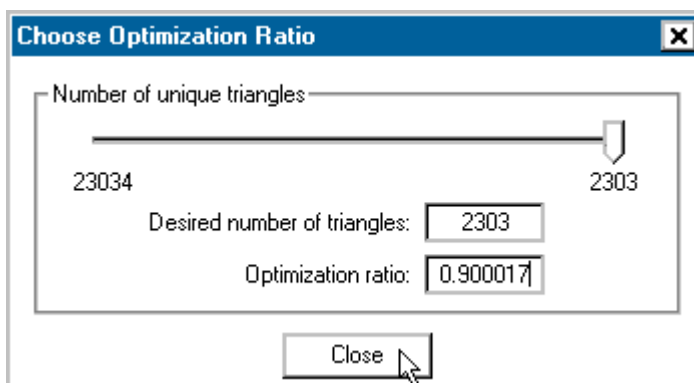 Choose Optimization Ratio
Number of unique triangles
23034 2303
Desired number of triangles: 2303
Optimization ratio: 0.900017
Close